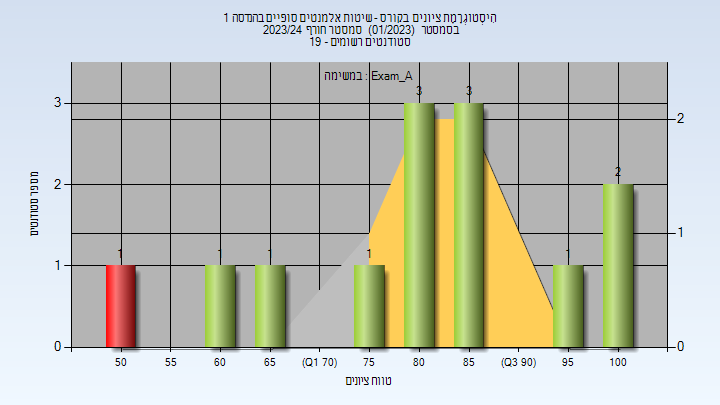 היסטוגרמת ציונים בקורס - שיטות אלמנטים סופיים בהנדסה 1
בסמסטר (01/2023) סמסטר חורף 2023/24
סטודנטים רשומים - 19
במשימה : Exam_A
3 3
3 2
2 2
1 1 1 1 1 1 1
0 0
מספר סטודנטים
50 55 60 65 (Q1 70) 75 80 85 (Q3 90) 95 100
טווח ציונים